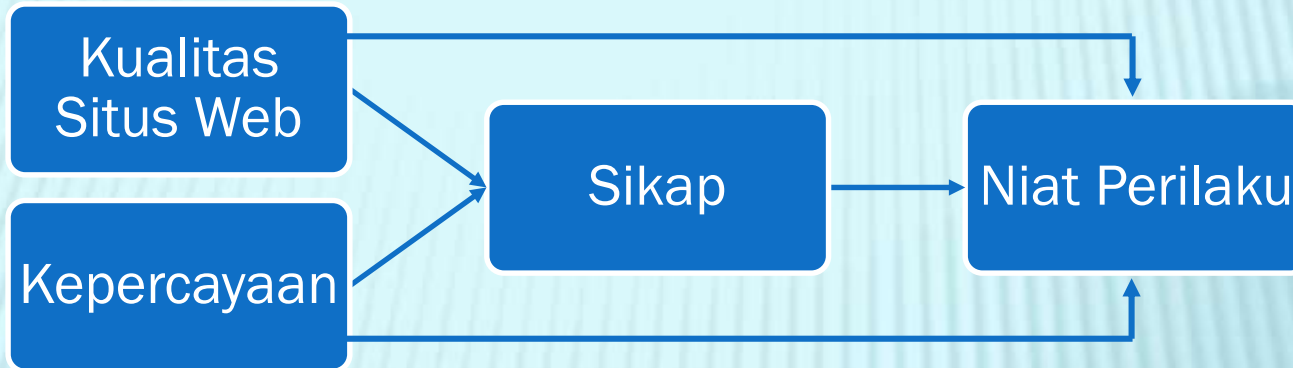 Kualitas
Situs Web
Sikap
Niat Perilaku
Kepercayaan